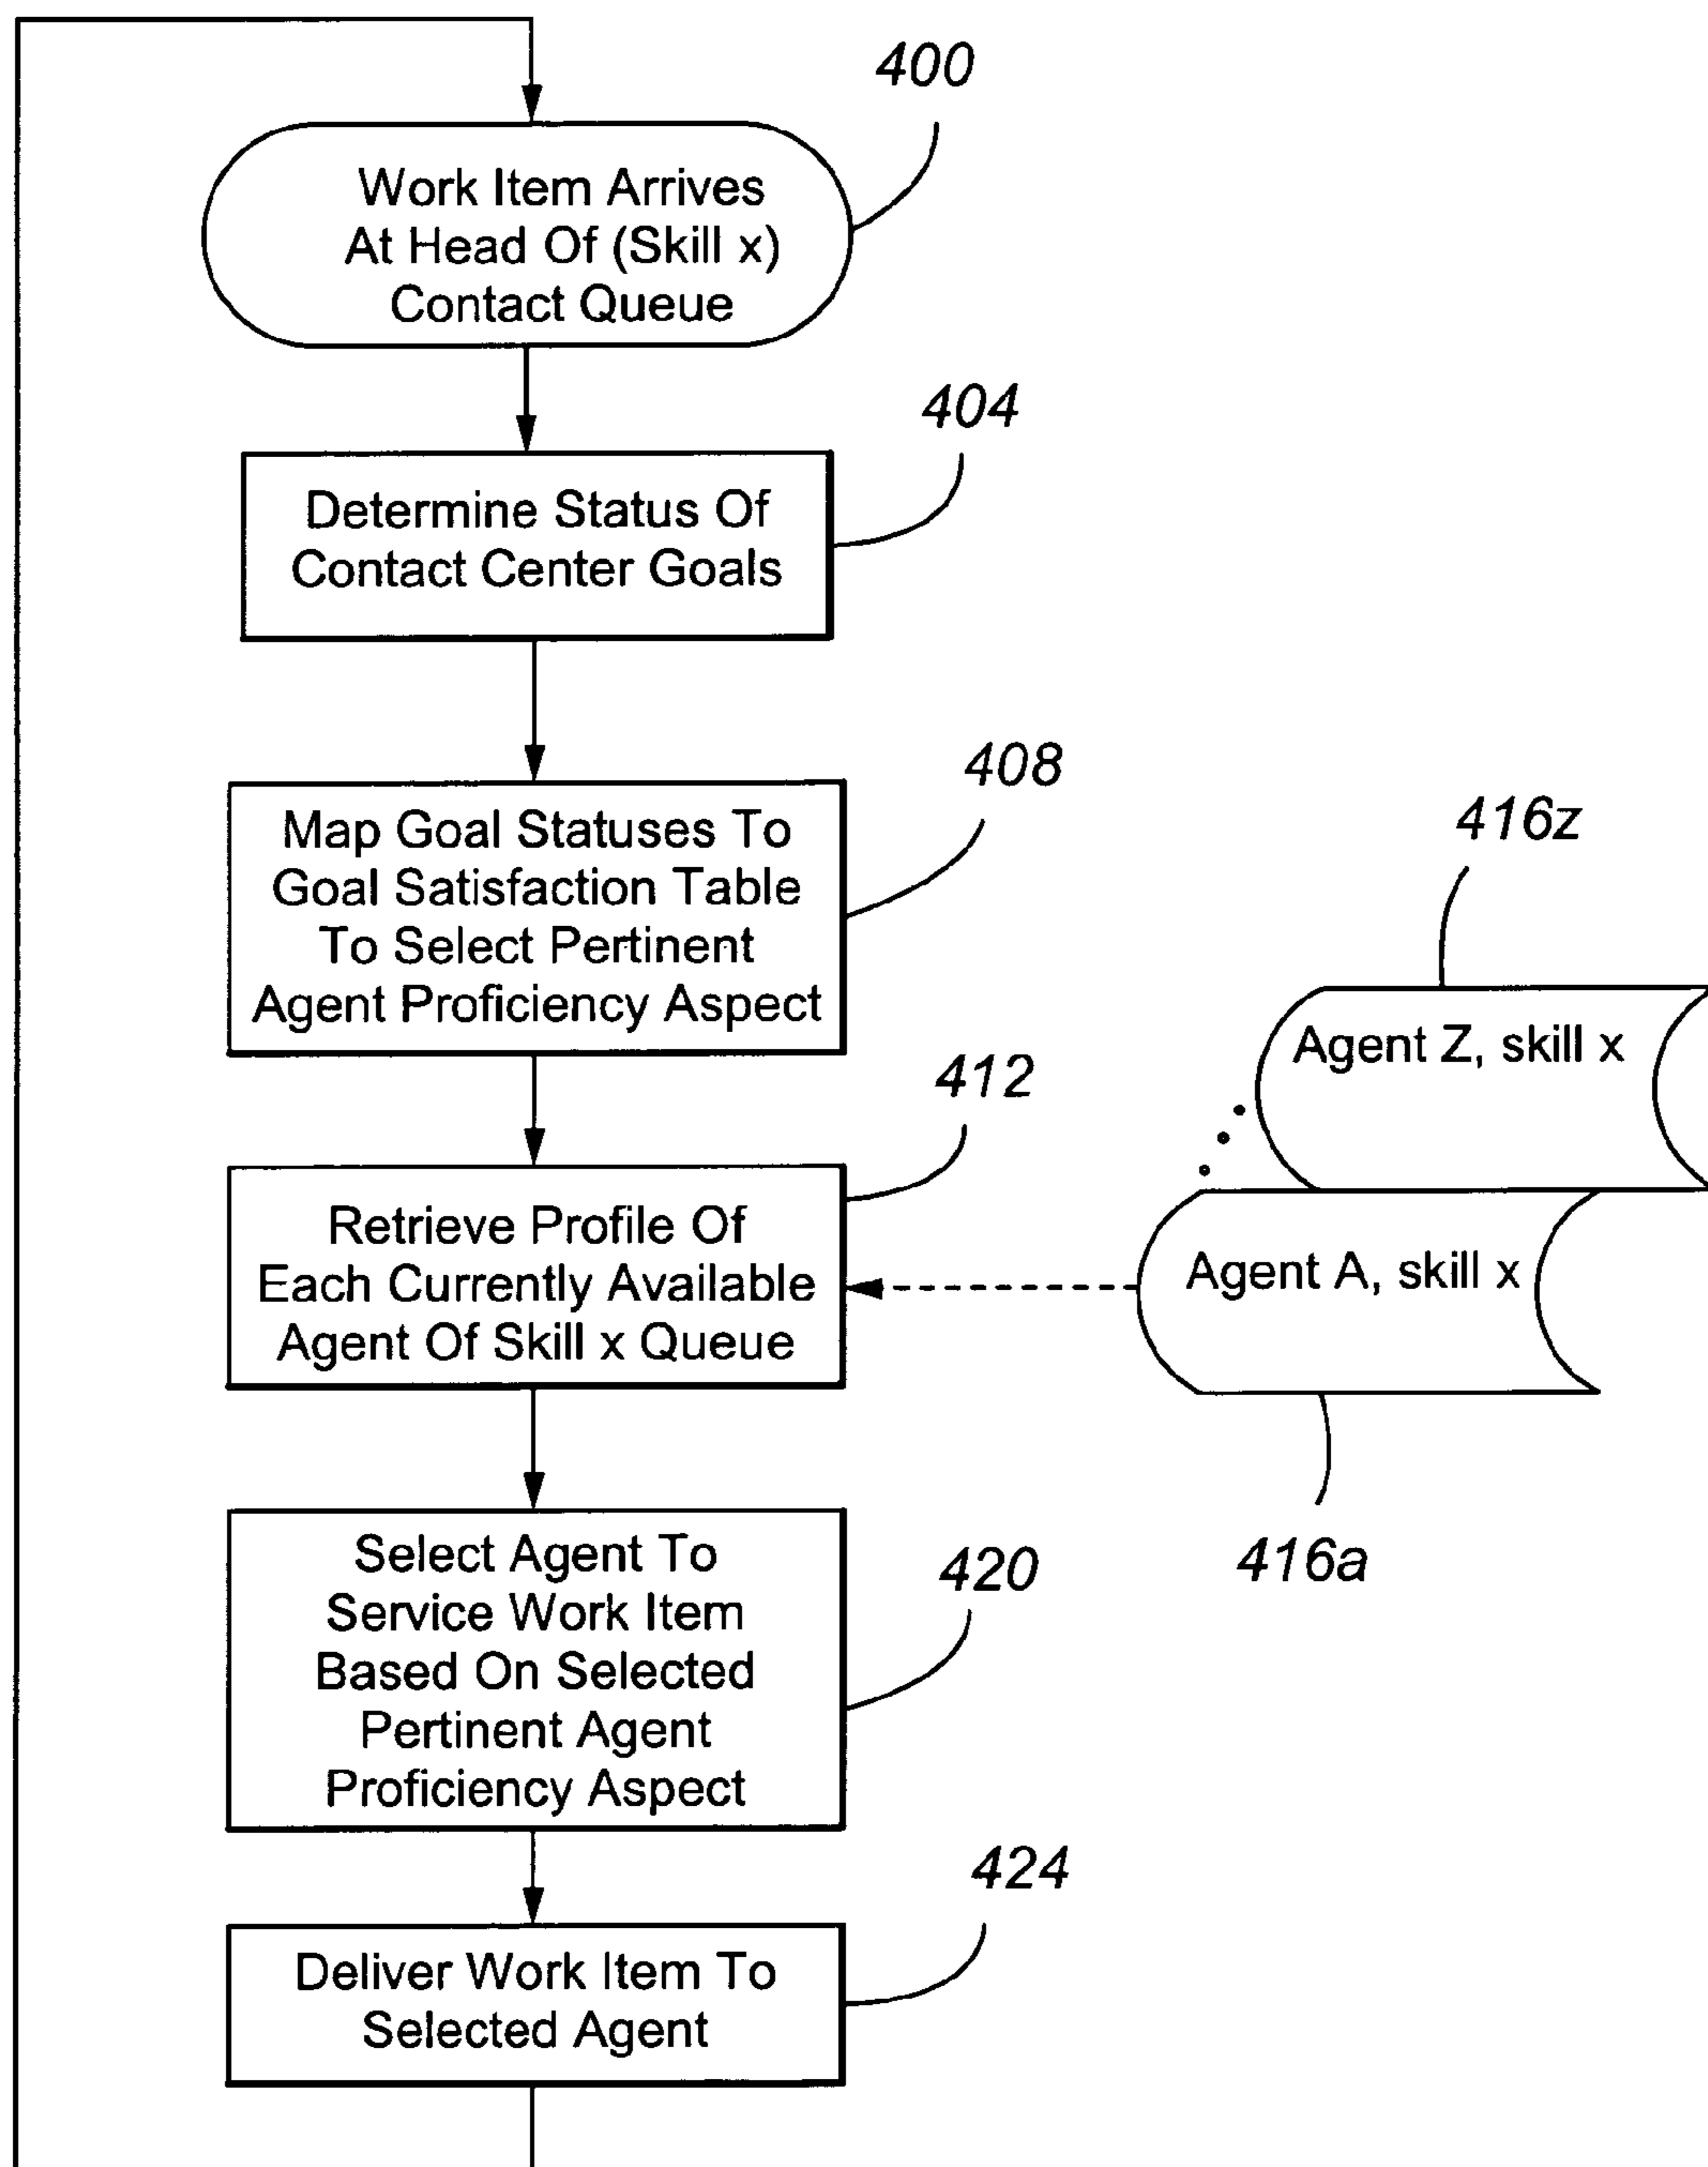 400
Work Item Arrives
At Head Of (Skill x)
Contact Queue
404
Determine Status Of
Contact Center Goals
408
Map Goal Statuses To
Goal Satisfaction Table
To Select Pertinent
Agent Proficiency Aspect
416z
Agent Z, skill x
412
Retrieve Profile Of
Each Currently Available
Agent Of Skill x Queue
Agent A, skill x
416a
420
Select Agent To
Service Work Item
Based On Selected
Pertinent Agent
Proficiency Aspect
424
Deliver Work Item To
Selected Agent